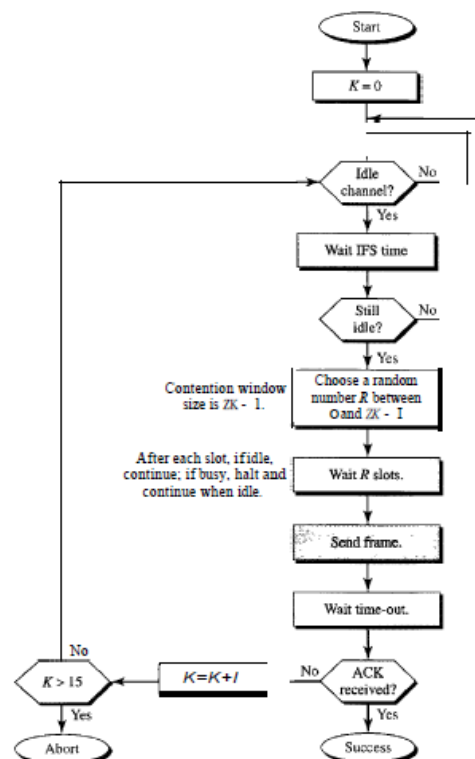 Start
K = 0
Idle
channel?
No
Yes
Wait IFS time
Still
idle?
No
Yes
Contention window
size is ZK - 1.
Choose a random
number R between
0 and ZK - I
After each slot, if idle,
continue; if busy, halt and
continue when idle.
Wait R slots.
Send frame.
Wait time-out.
No
K > 15
K=K+I
No
ACK
received?
Yes
Yes
Abort
Success